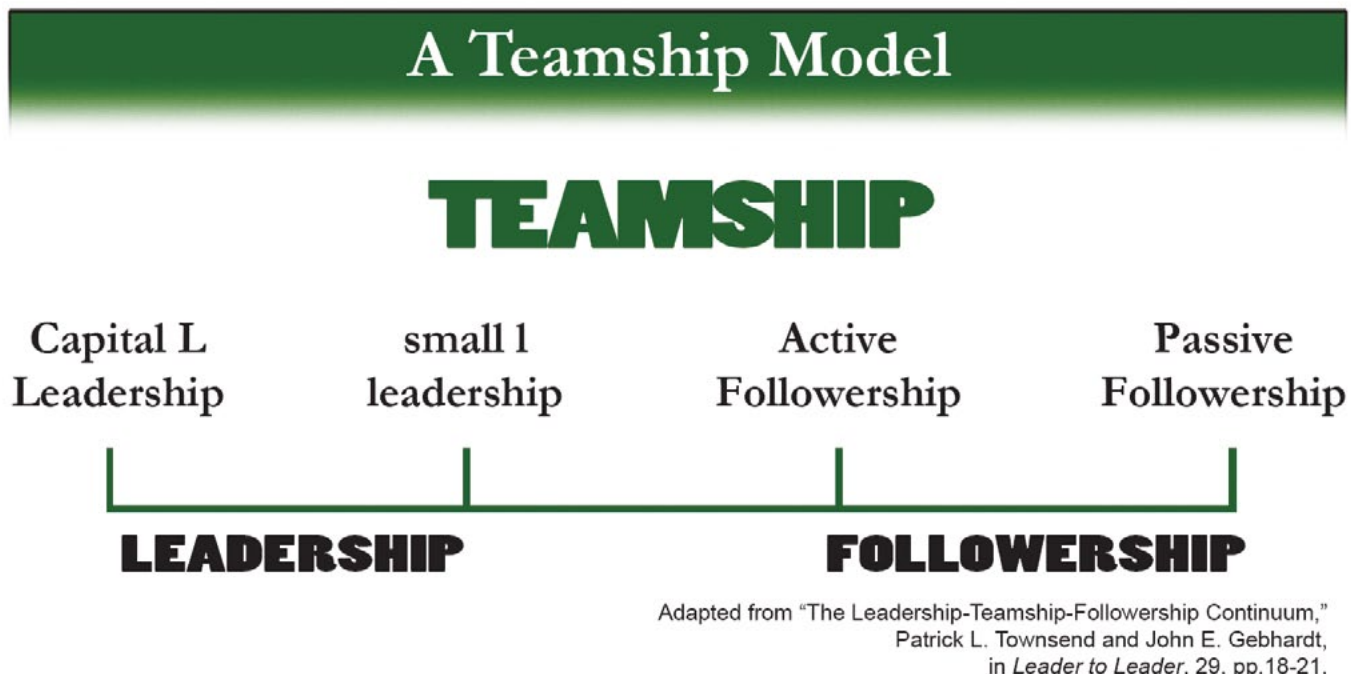 A Teamship Model
TEAMSHIP
Capital L
Leadership
small l
leadership
Active
Followership
Passive
Followership
LEADERSHIP
FOLLOWERSHIP
Adapted from “The Leadership-Teamship-Followership Continuum,”
Patrick L. Townsend and John E. Gebhardt,
in Leader to Leader, 29, pp.18-21.